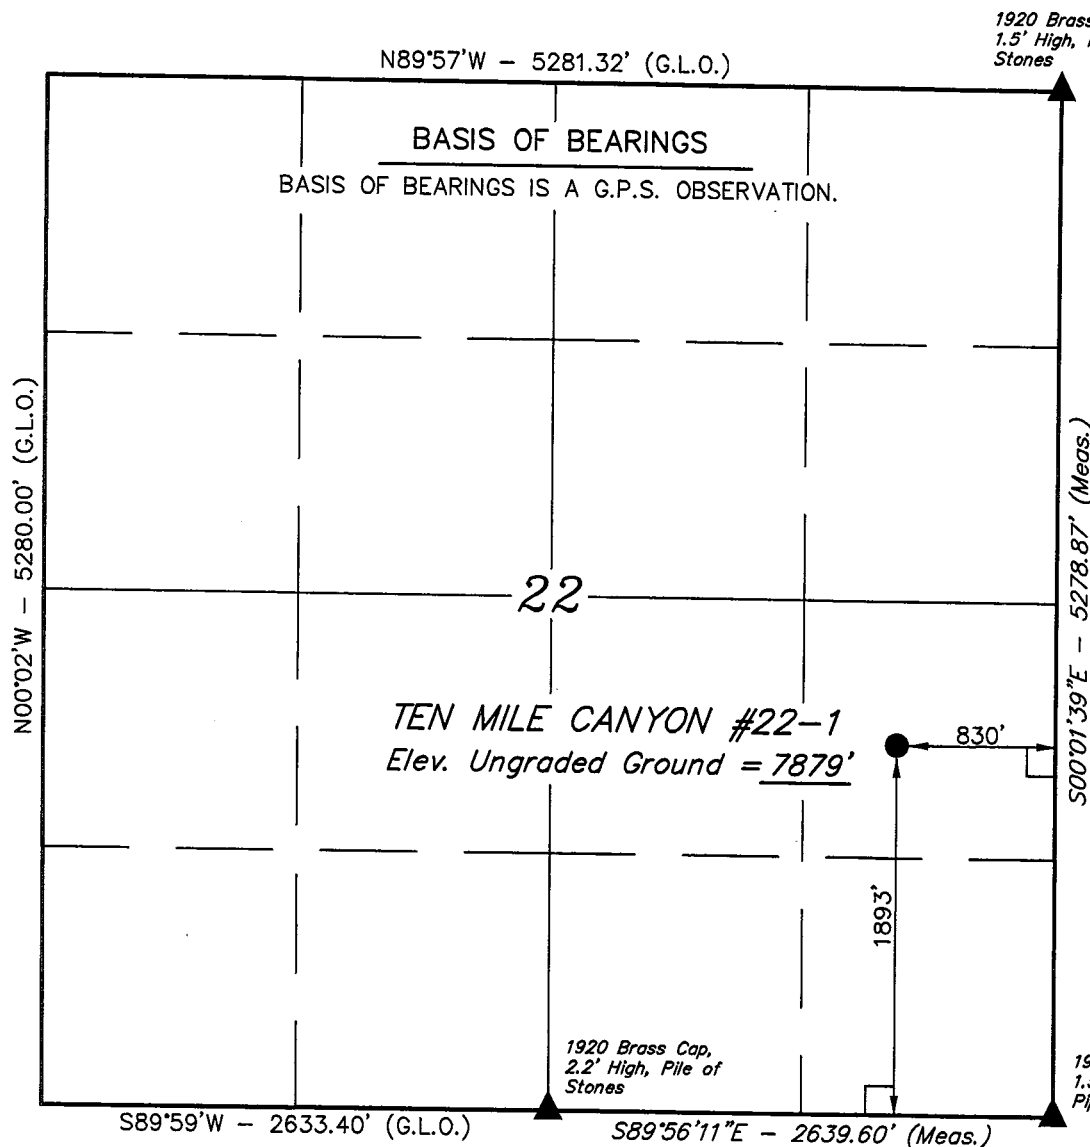 1920 Brass
1.5' High,
Stones
N89°57'W - 5281.32' (G.L.O.)
BASIS OF BEARINGS
BASIS OF BEARINGS IS A G.P.S. OBSERVATION.
N00°02'W - 5280.00' (G.L.O.)
S00°01'39"E - 5278.87' (Meas.)
22
TEN MILE CANYON #22-1
Elev. Ungraded Ground = 7879'
830'
1893'
1920 Brass Cap,
2.2' High, Pile of
Stones
19
1.
Pi
S89°59'W - 2633.40' (G.L.O.)
S89°56'11"E - 2639.60' (Meas.)